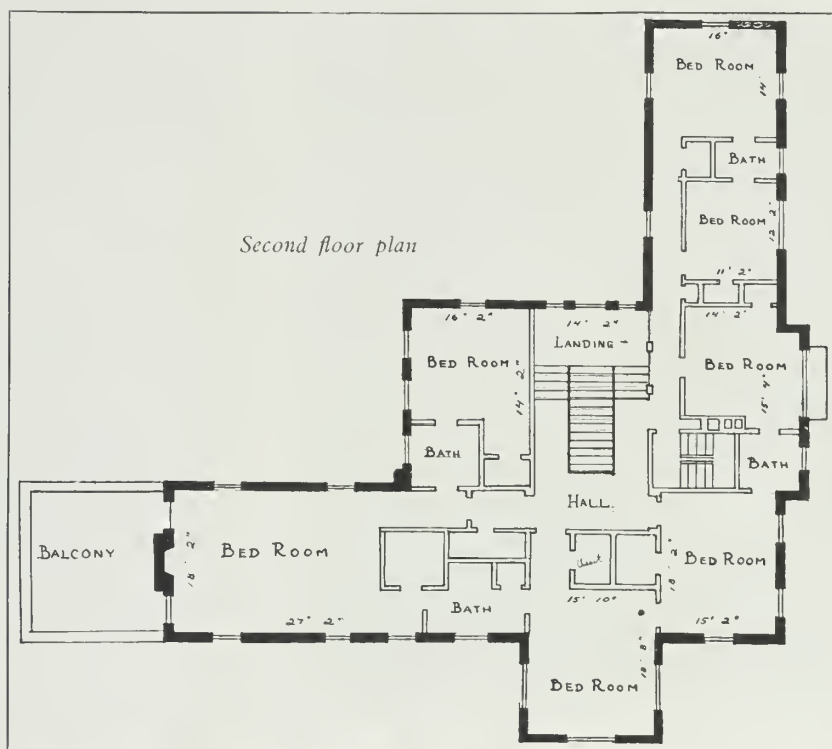 16"
BED ROOM
14'
BATH
BED ROOM
12' 2"
Second floor plan
11' 2"
16' 2"
14' 2"
14' 2"
LANDING
BED ROOM
BED ROOM
14' 2"
15' 4"
BATH
BATH
HALL
BALCONY
BED ROOM
18' 2"
BED ROOM
18' 2"
Closet
15' 10"
BATH
27' 2"
15' 2"
18' 8"
BED ROOM